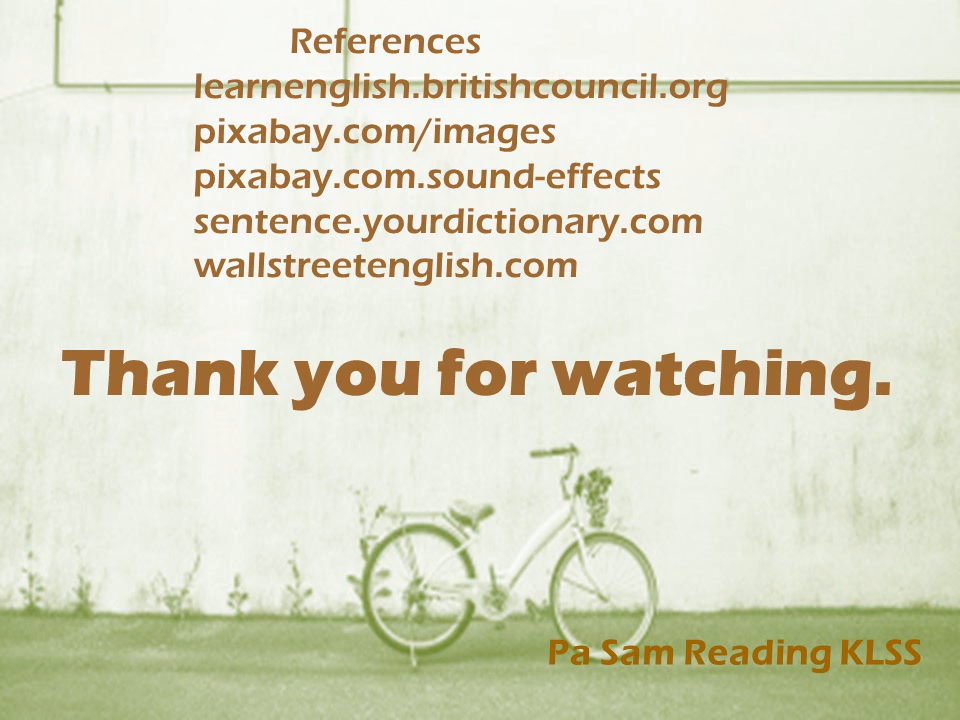 References
learnenglish.britishcouncil.org
pixabay.com/images
pixabay.com.sound-effects
sentence.yourdictionary.com
wallstreetenglish.com
Thank you for watching.
Pa Sam Reading KLSS